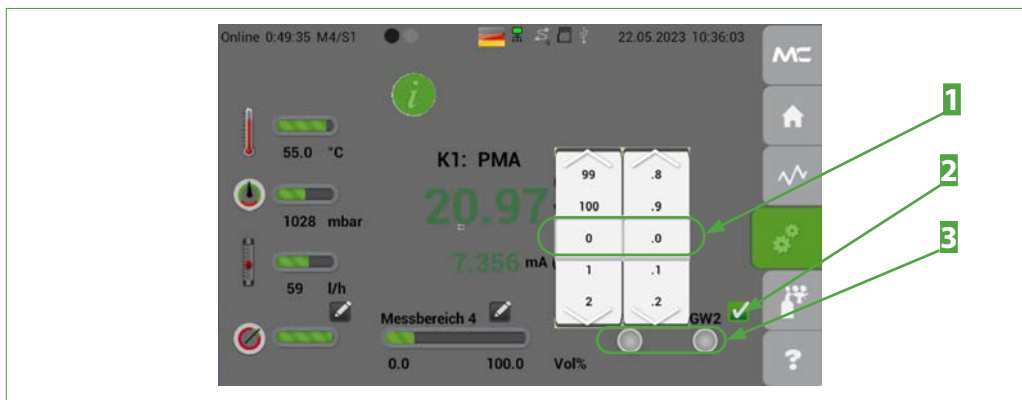 Online 0:49:35 M4/S1
22.05.2023 10:36:03
MC
i
1
55.0 °C
K1: PMA
99 .8
100 .9
0 .0
1 .1
2 .2
2
1028 mbar
20.97
7.356 mA
3
59 l/h
Messbereich 4
GW2
0.0 100.0 Vol%
?